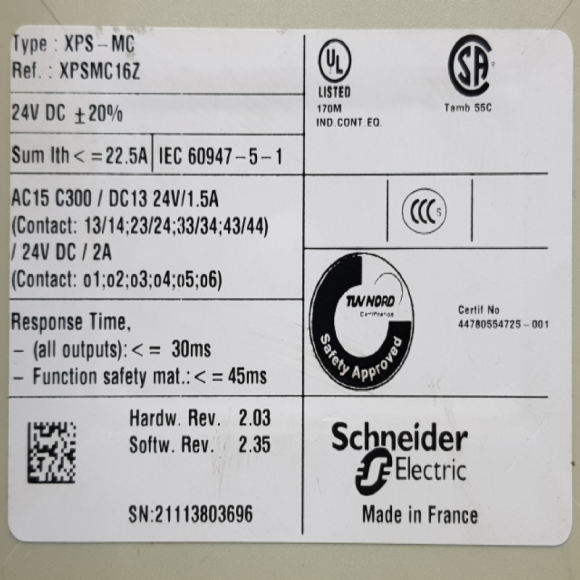 Type : XPS-MC
Ref. : XPSMC16Z
24V DC ±20%
Sum Ith <= 22.5A IEC 60947-5-1
AC15 C300 / DC13 24V/1.5A
(Contact: 13/14;23/24;33/34;43/44)
/ 24V DC / 2A
(Contact: o1;o2;o3;o4;o5;o6)
Response Time,
- (all outputs): <= 30ms
- Function safety mat.: <= 45ms
Hardw. Rev. 2.03
Softw. Rev. 2.35
SN:21113803696
UL
LISTED
170M
IND.CONT EQ.
SA
Tamb 55C
CCC S
TUV NORD
Certification
Safety Approved
Certif No
44780554725-001
Schneider
Electric
Made in France